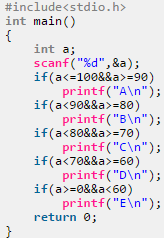 #include<stdio.h>
int main()
{
    int a;
    scanf("%d",&a);
    if(a<=100&&a>=90)
        printf("A\n");
    if(a<90&&a>=80)
        printf("B\n");
    if(a<80&&a>=70)
        printf("C\n");
    if(a<70&&a>=60)
        printf("D\n");
    if(a>=0&&a<60)
        printf("E\n");
    return 0;
}